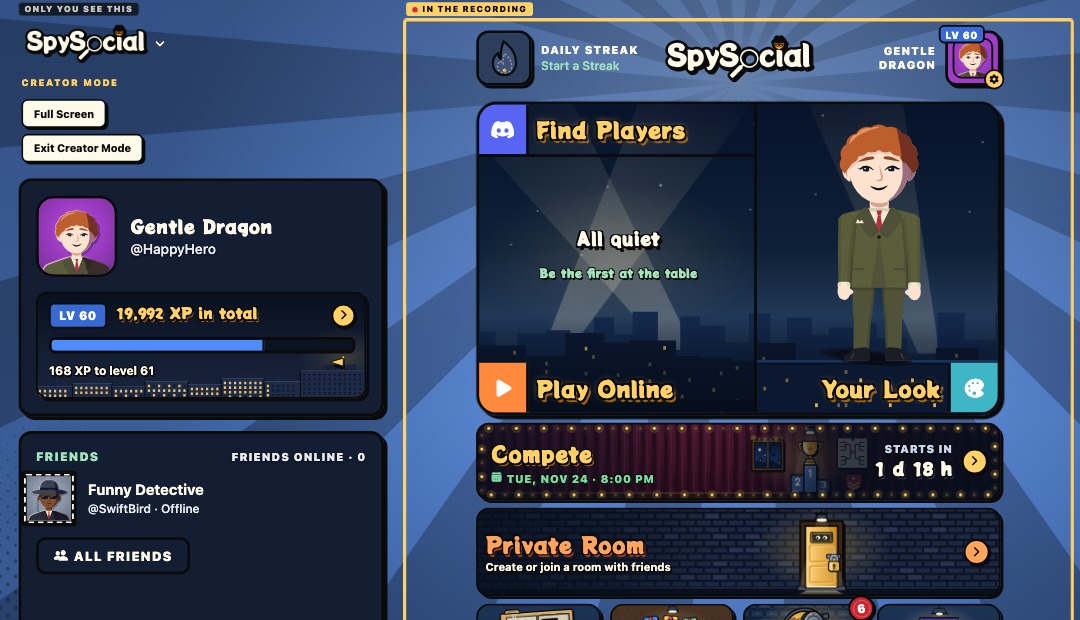 ONLY YOU SEE THIS
SpySocial
CREATOR MODE
Full Screen
Exit Creator Mode
Gentle Dragon
@HappyHero
LV 60
19,992 XP in total
168 XP to level 61
FRIENDS
FRIENDS ONLINE · 0
Funny Detective
@SwiftBird · Offline
ALL FRIENDS
IN THE RECORDING
DAILY STREAK
Start a Streak
SpySocial
GENTLE
DRAGON
LV 60
Find Players
All quiet
Be the first at the table
Play Online
Your Look
Compete
TUE, NOV 24 · 8:00 PM
2 1 3
STARTS IN
1 d 18 h
Private Room
Create or join a room with friends
6